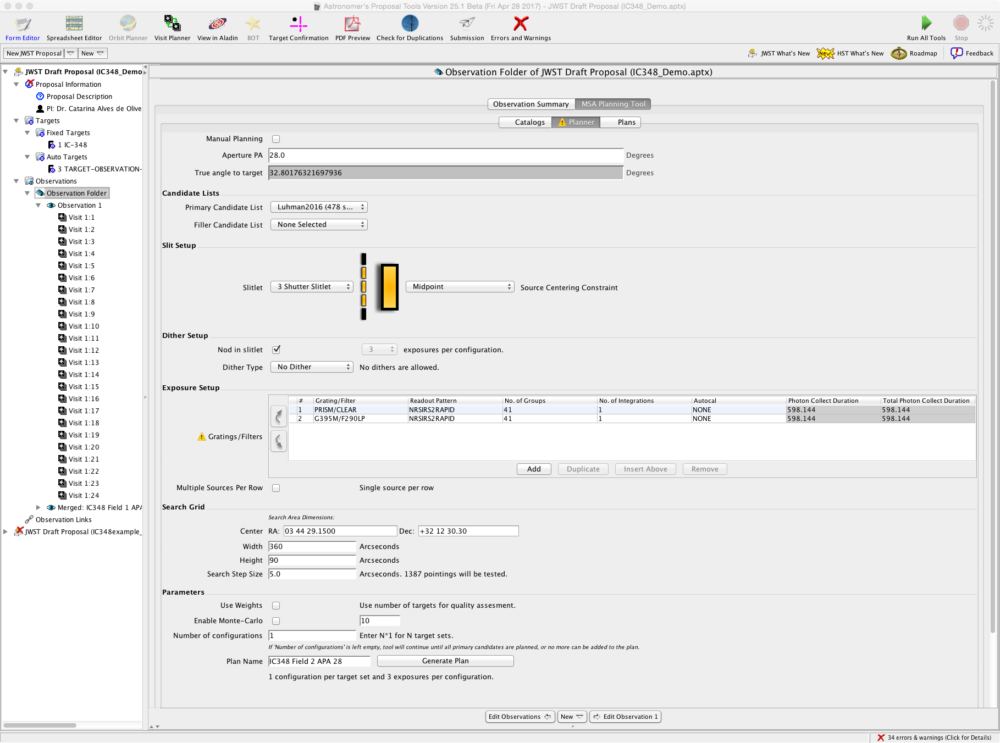 Astronomer's Proposal Tools Version 25.1 Beta (Fri Apr 28 2017) - JWST Draft Proposal (IC348_Demo.aptx)
Form Editor Spreadsheet Editor Orbit Planner Visit Planner View in Aladin BOT Target Confirmation PDF Preview Check for Duplications Submission Errors and Warnings Run All Tools Stop
New JWST Proposal New JWST What's New New! HST What's New Roadmap Feedback
JWST Draft Proposal (IC348_Demo
Proposal Information
Proposal Description
PI: Dr. Catarina Alves de Olive
Targets
Fixed Targets
1 IC-348
Auto Targets
3 TARGET-OBSERVATION-
Observations
Observation Folder
Observation 1
Visit 1:1
Visit 1:2
Visit 1:3
Visit 1:4
Visit 1:5
Visit 1:6
Visit 1:7
Visit 1:8
Visit 1:9
Visit 1:10
Visit 1:11
Visit 1:12
Visit 1:13
Visit 1:14
Visit 1:15
Visit 1:16
Visit 1:17
Visit 1:18
Visit 1:19
Visit 1:20
Visit 1:21
Visit 1:22
Visit 1:23
Visit 1:24
Merged: IC348 Field 1 APA
Observation Links
JWST Draft Proposal (IC348example_
Observation Folder of JWST Draft Proposal (IC348_Demo.aptx)
Observation Summary MSA Planning Tool
Catalogs Planner Plans
Manual Planning
Aperture PA 28.0 Degrees
True angle to target 32.80176321697936 Degrees
Candidate Lists
Primary Candidate List Luhman2016 (478 s...
Filler Candidate List None Selected
Slit Setup
Slitlet 3 Shutter Slitlet Midpoint Source Centering Constraint
Dither Setup
Nod in slitlet 3 exposures per configuration.
Dither Type No Dither No dithers are allowed.
Exposure Setup
# Grating/Filter Readout Pattern No. of Groups No. of Integrations Autocal Photon Collect Duration Total Photon Collect Duration
1 PRISM/CLEAR NRSIRS2RAPID 41 1 NONE 598.144 598.144
2 G395M/F290LP NRSIRS2RAPID 41 1 NONE 598.144 598.144
Gratings/Filters
Add Duplicate Insert Above Remove
Multiple Sources Per Row Single source per row
Search Grid
Search Area Dimensions:
Center RA: 03 44 29.1500 Dec: +32 12 30.30
Width 360 Arcseconds
Height 90 Arcseconds
Search Step Size 5.0 Arcseconds. 1387 pointings will be tested.
Parameters
Use Weights Use number of targets for quality assesment.
Enable Monte-Carlo 10
Number of configurations 1 Enter N*1 for N target sets.
If 'Number of configurations' is left empty, tool will continue until all primary candidates are planned, or no more can be added to the plan.
Plan Name IC348 Field 2 APA 28 Generate Plan
1 configuration per target set and 3 exposures per configuration.
Edit Observations New Edit Observation 1
34 errors & warnings (Click for Details)